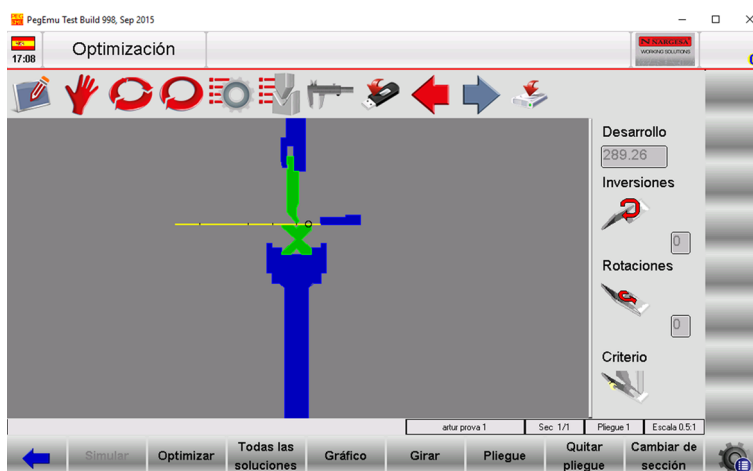 PegEmu Test Build 998, Sep 2015
17:08
Optimización
NARGESA
WORKING SOLUTIONS
Desarrollo
289.26
Inversiones
0
Rotaciones
0
Criterio
artur prova 1
Sec 1/1
Pliegue 1
Escala 0.5:1
Simular
Optimizar
Todas las
soluciones
Gráfico
Girar
Pliegue
Quitar
pliegue
Cambiar de
sección